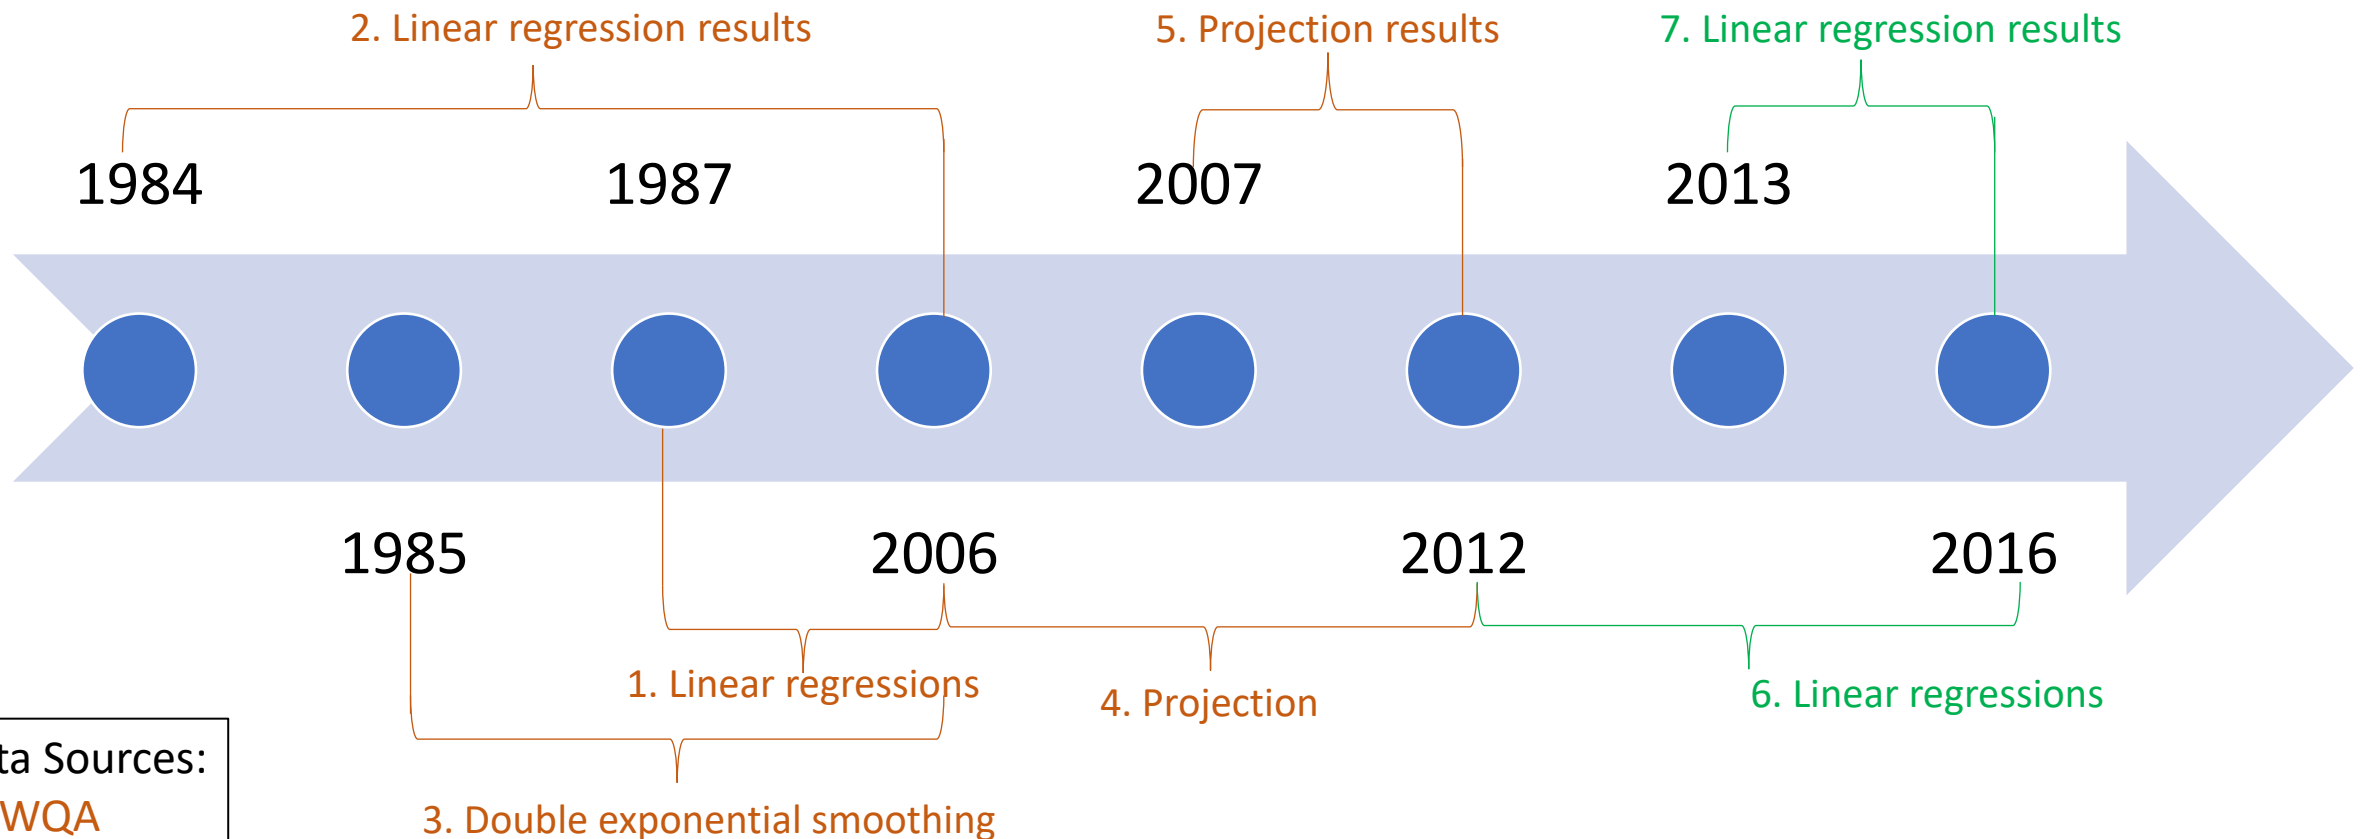 2. Linear regression results
5. Projection results
7. Linear regression results
1984
1987
2007
2013
1985
2006
2012
2016
1. Linear regressions
4. Projection
6. Linear regressions
ta Sources:
WQA
3. Double exponential smoothing